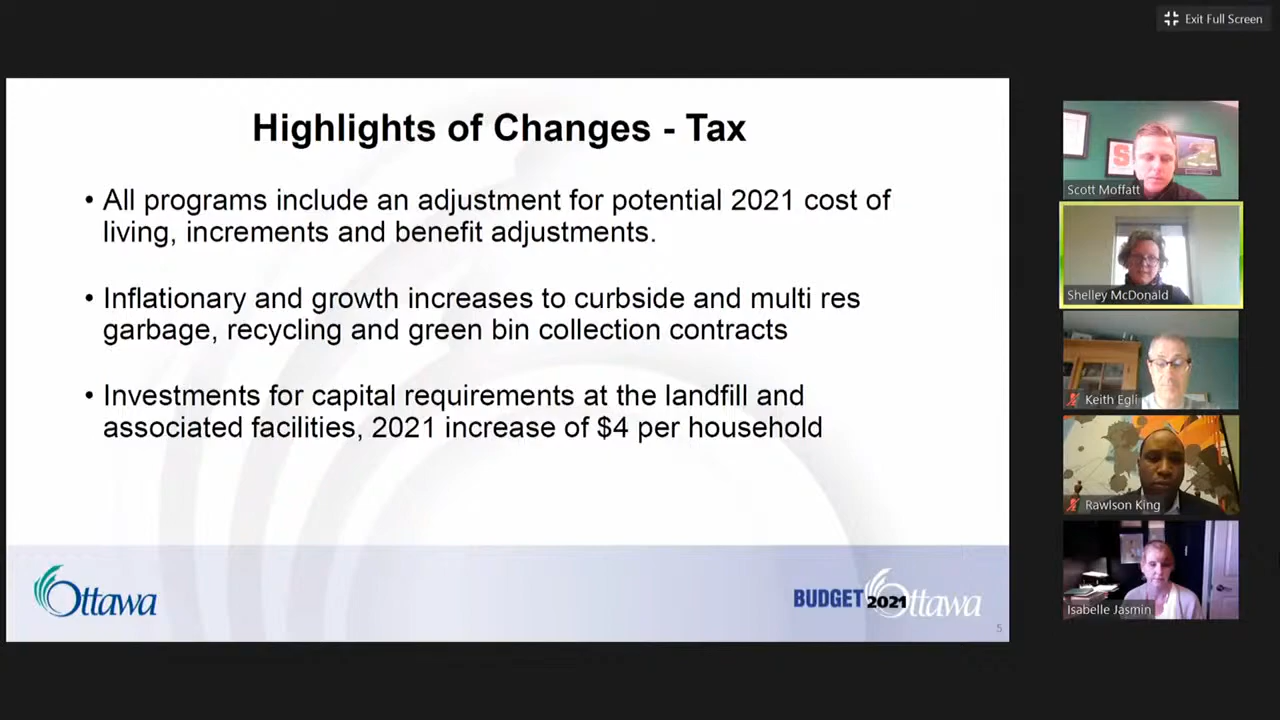 Exit Full Screen
Highlights of Changes - Tax
• All programs include an adjustment for potential 2021 cost of
living, increments and benefit adjustments.
• Inflationary and growth increases to curbside and multi res
garbage, recycling and green bin collection contracts
• Investments for capital requirements at the landfill and
associated facilities, 2021 increase of $4 per household
Ottawa
BUDGET 2021 Ottawa
5
Scott Moffatt
S
Shelley McDonald
Keith Egli
Rawlson King
Isabelle Jasmin